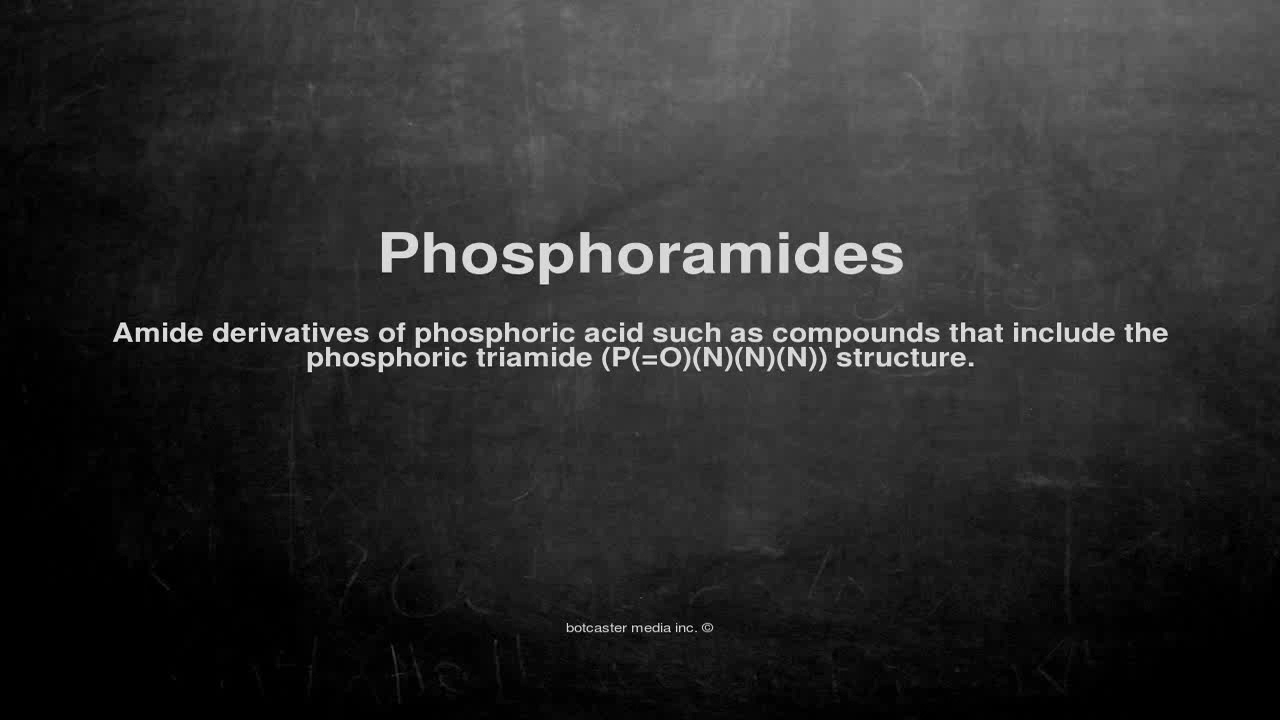 Phosphoramides
Amide derivatives of phosphoric acid such as compounds that include the
phosphoric triamide (P(=O)(N)(N)(N)) structure.
botcaster media inc. ©